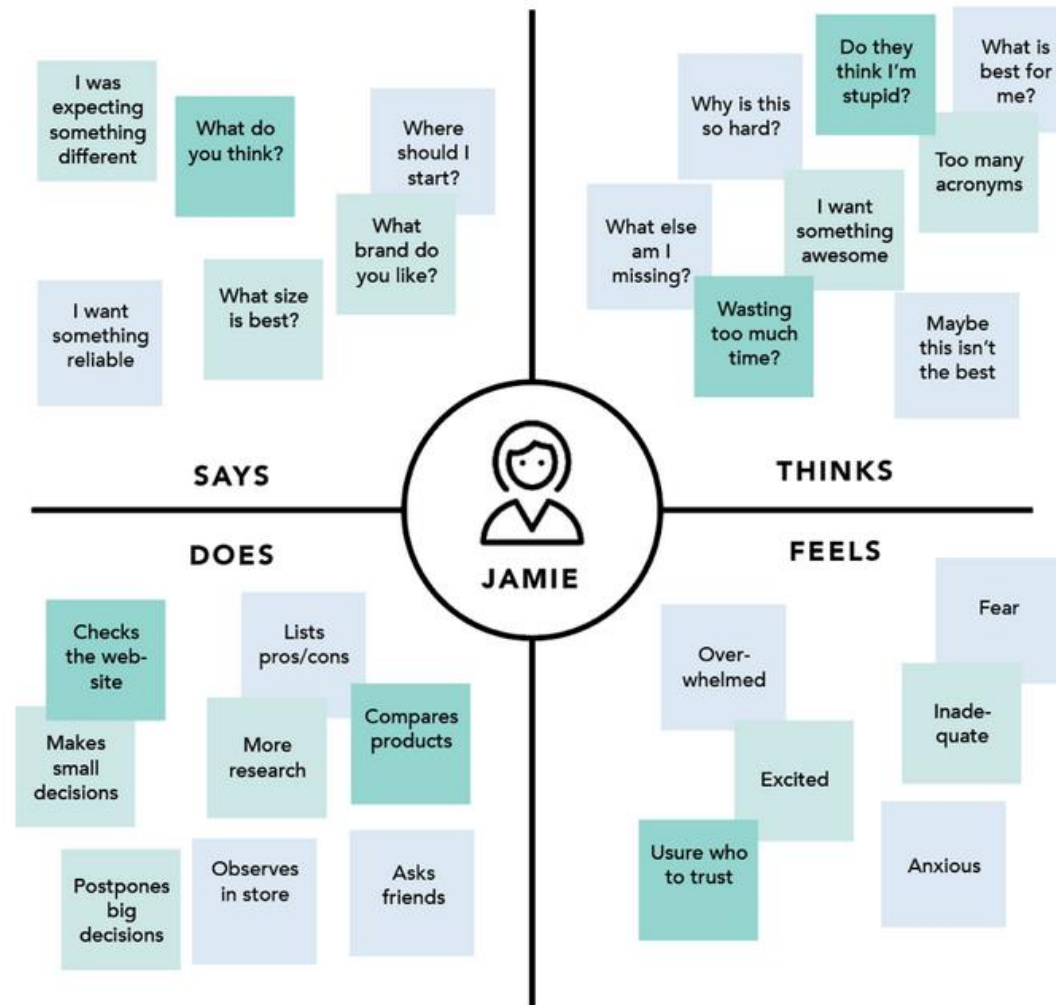 I was
expecting
something
different
What do
you think?
Where
should I
start?
What
brand do
you like?
What size
is best?
I want
something
reliable
SAYS
Do they
think I'm
stupid?
What is
best for
me?
Why is this
so hard?
Too many
acronyms
I want
something
awesome
What else
am I
missing?
Wasting
too much
time?
Maybe
this isn't
the best
THINKS
JAMIE
DOES
Checks
the web-
site
Lists
pros/cons
Compares
products
Makes
small
decisions
More
research
Postpones
big
decisions
Observes
in store
Asks
friends
FEELS
Fear
Over-
whelmed
Inade-
quate
Excited
Usure who
to trust
Anxious